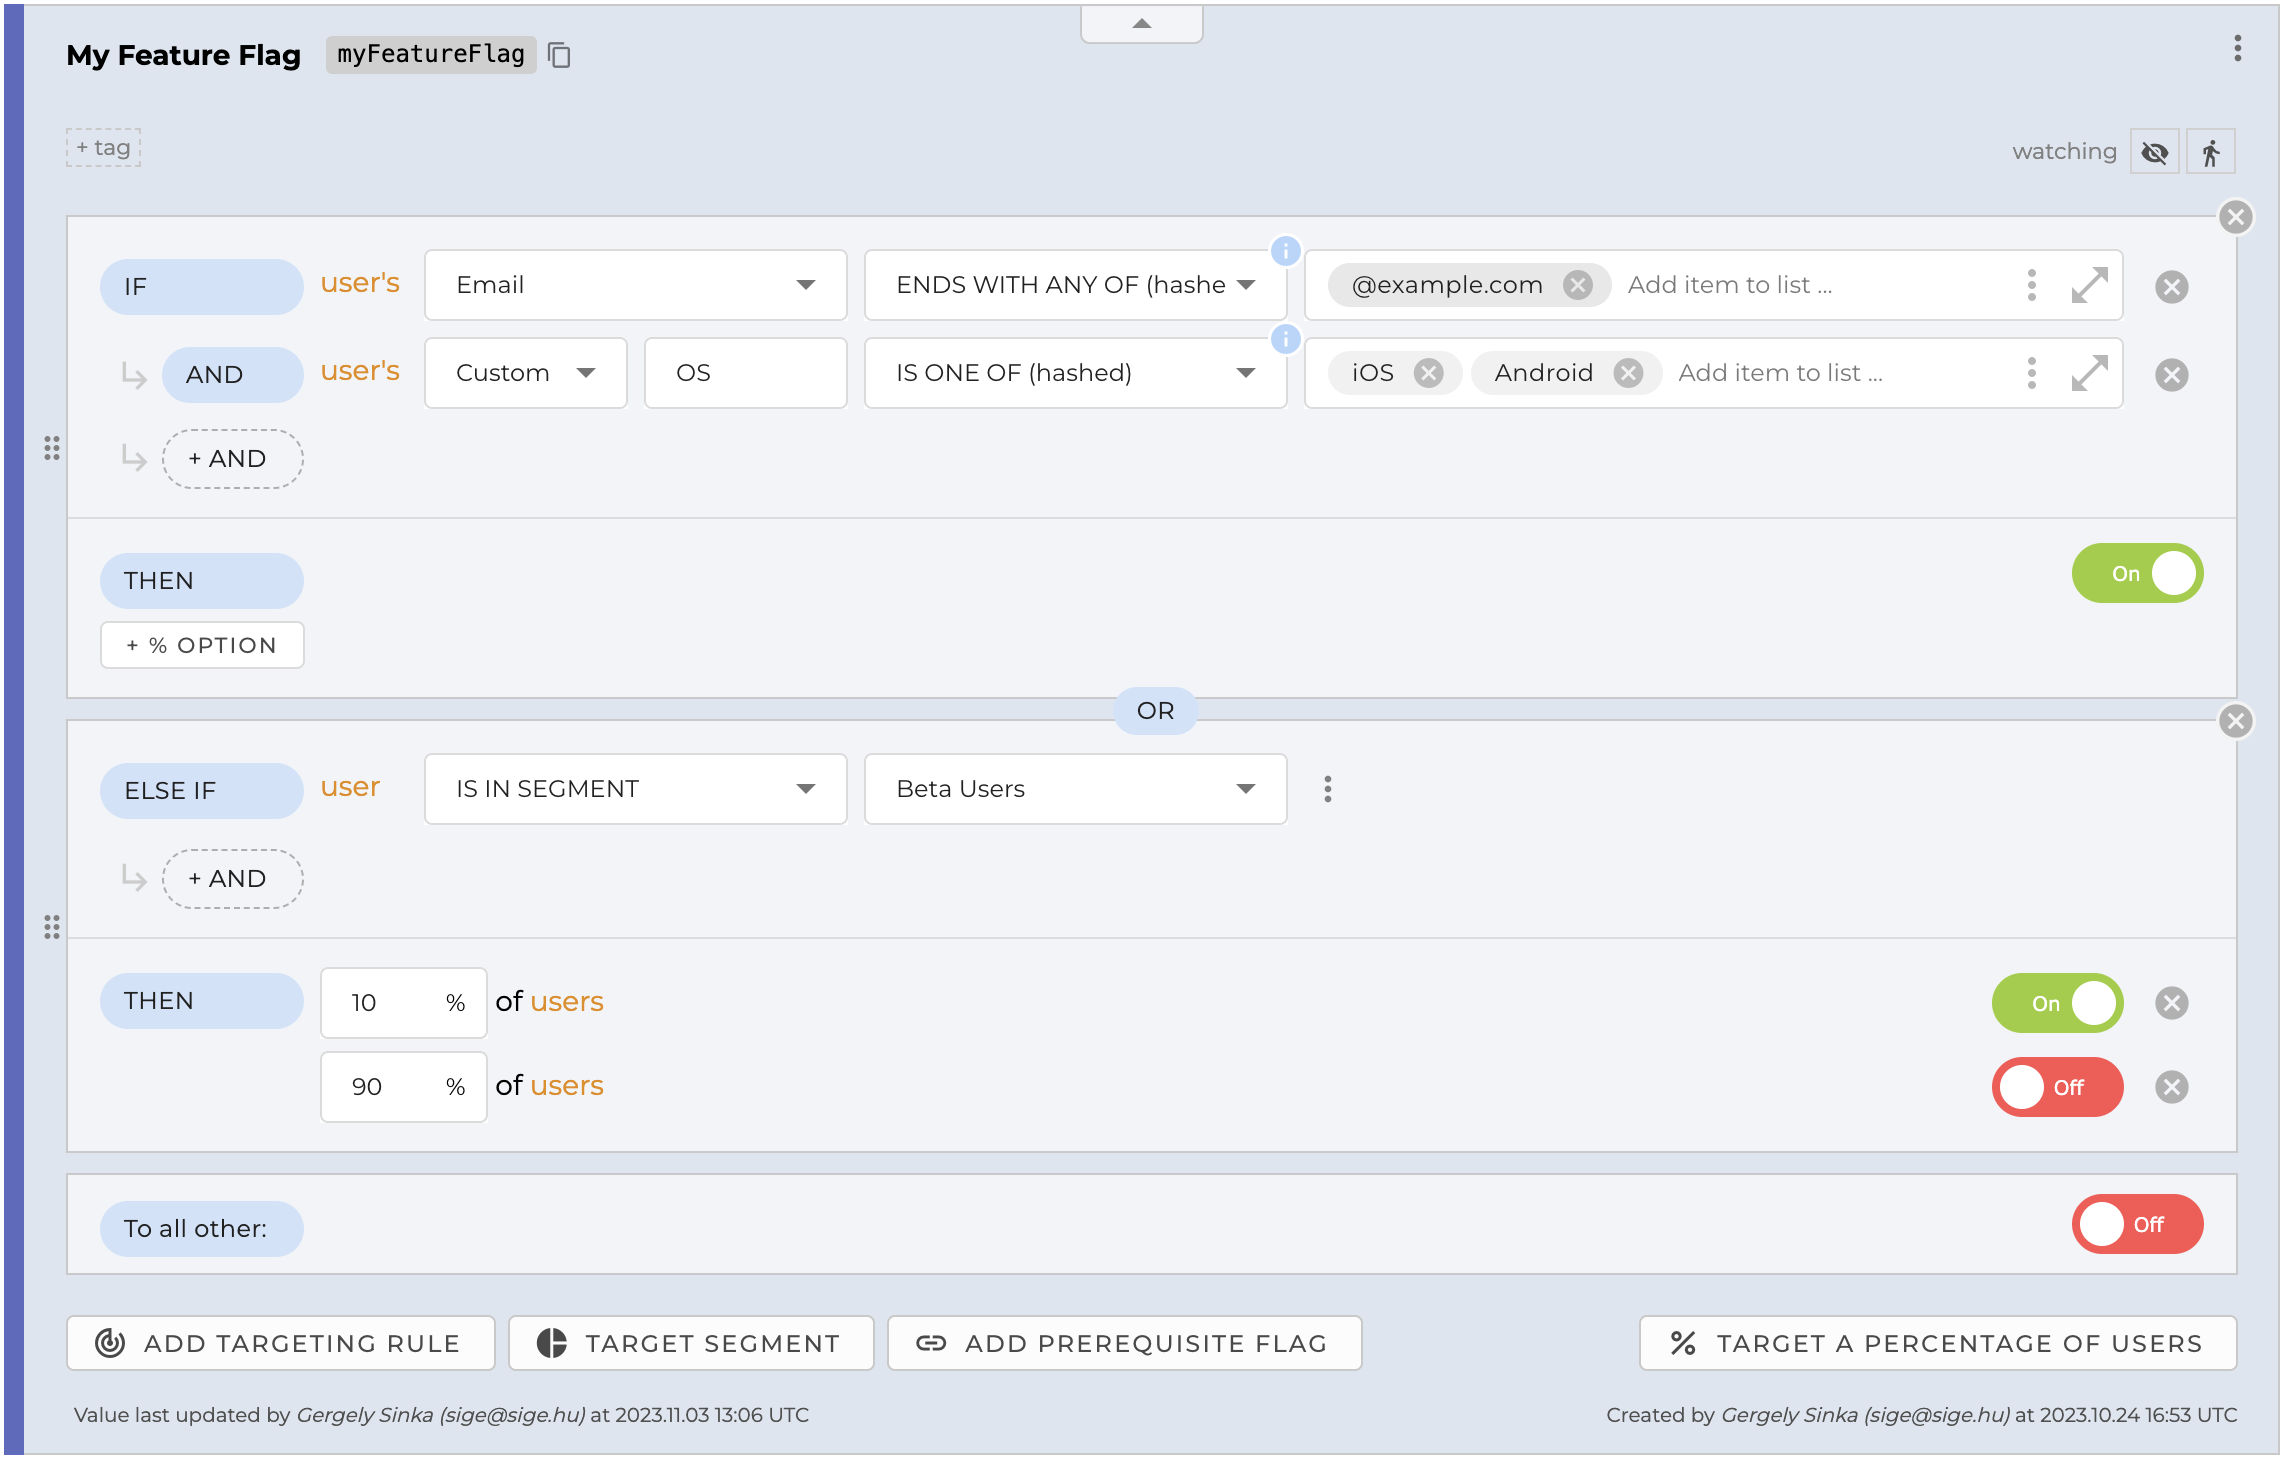 My Feature Flag myFeatureFlag
+ tag
watching
IF user's Email ENDS WITH ANY OF (hashe @example.com Add item to list ...
AND user's Custom OS IS ONE OF (hashed) iOS Android Add item to list ...
+ AND
THEN On
+ % OPTION
OR
ELSE IF user IS IN SEGMENT Beta Users
+ AND
THEN 10 % of users On
90 % of users Off
To all other: Off
ADD TARGETING RULE TARGET SEGMENT ADD PREREQUISITE FLAG TARGET A PERCENTAGE OF USERS
Value last updated by Gergely Sinka (sige@sige.hu) at 2023.11.03 13:06 UTC Created by Gergely Sinka (sige@sige.hu) at 2023.10.24 16:53 UTC